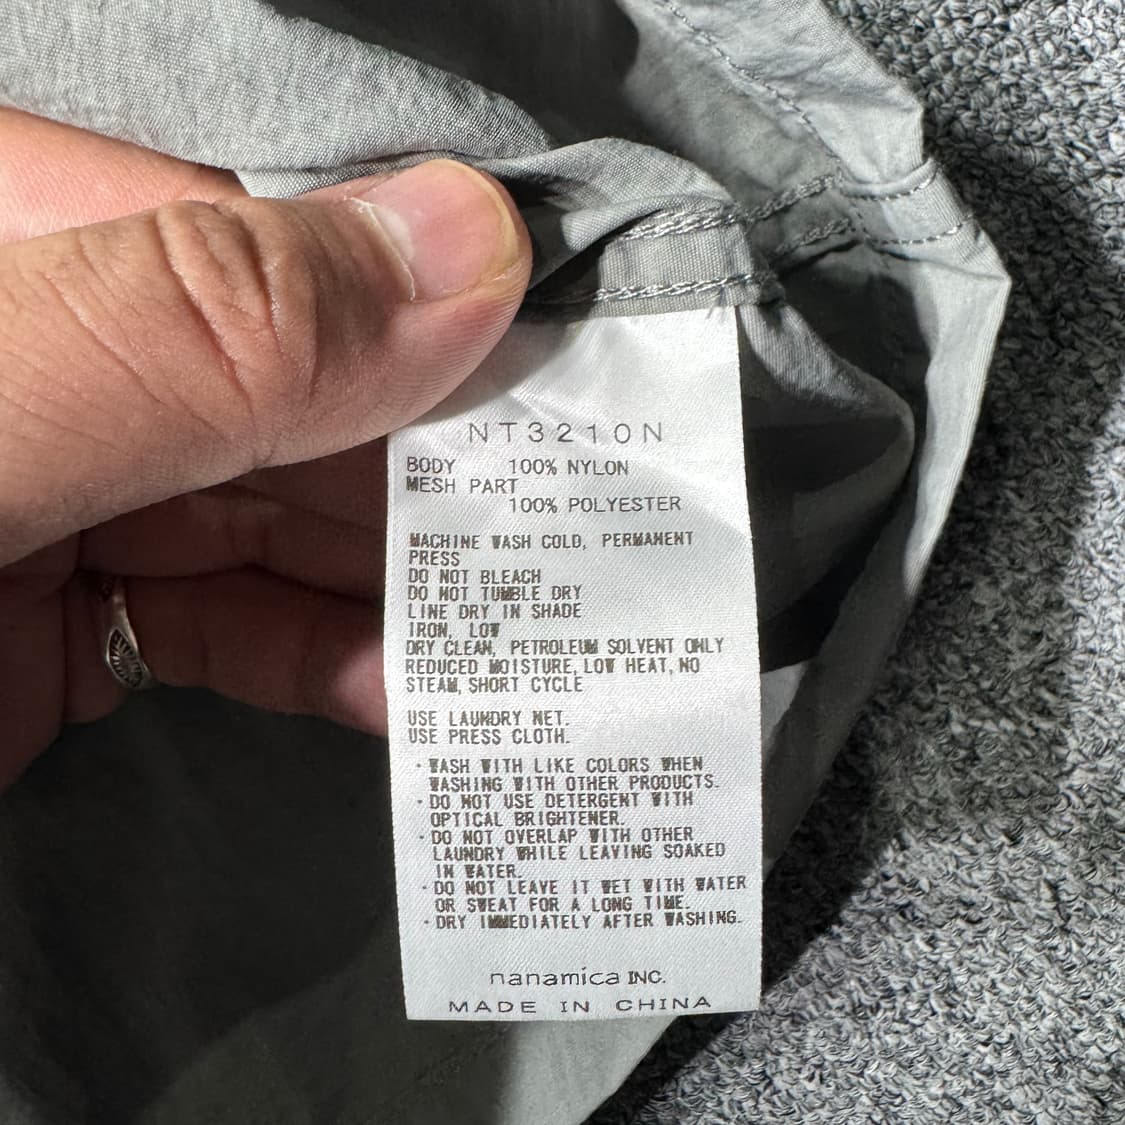 NT3210N
BODY 100% NYLON
MESH PART
100% POLYESTER
MACHINE WASH COLD, PERMANENT
PRESS
DO NOT BLEACH
DO NOT TUMBLE DRY
LINE DRY IN SHADE
IRON, LOW
DRY CLEAN, PETROLEUM SOLVENT ONLY
REDUCED MOISTURE, LOW HEAT, NO
STEAM, SHORT CYCLE
USE LAUNDRY NET.
USE PRESS CLOTH.
・WASH WITH LIKE COLORS WHEN
WASHING WITH OTHER PRODUCTS.
・DO NOT USE DETERGENT WITH
OPTICAL BRIGHTENER.
・DO NOT OVERLAP WITH OTHER
LAUNDRY WHILE LEAVING SOAKED
IN WATER.
・DO NOT LEAVE IT WET WITH WATER
OR SWEAT FOR A LONG TIME.
・DRY IMMEDIATELY AFTER WASHING.
nanamica INC.
MADE IN CHINA